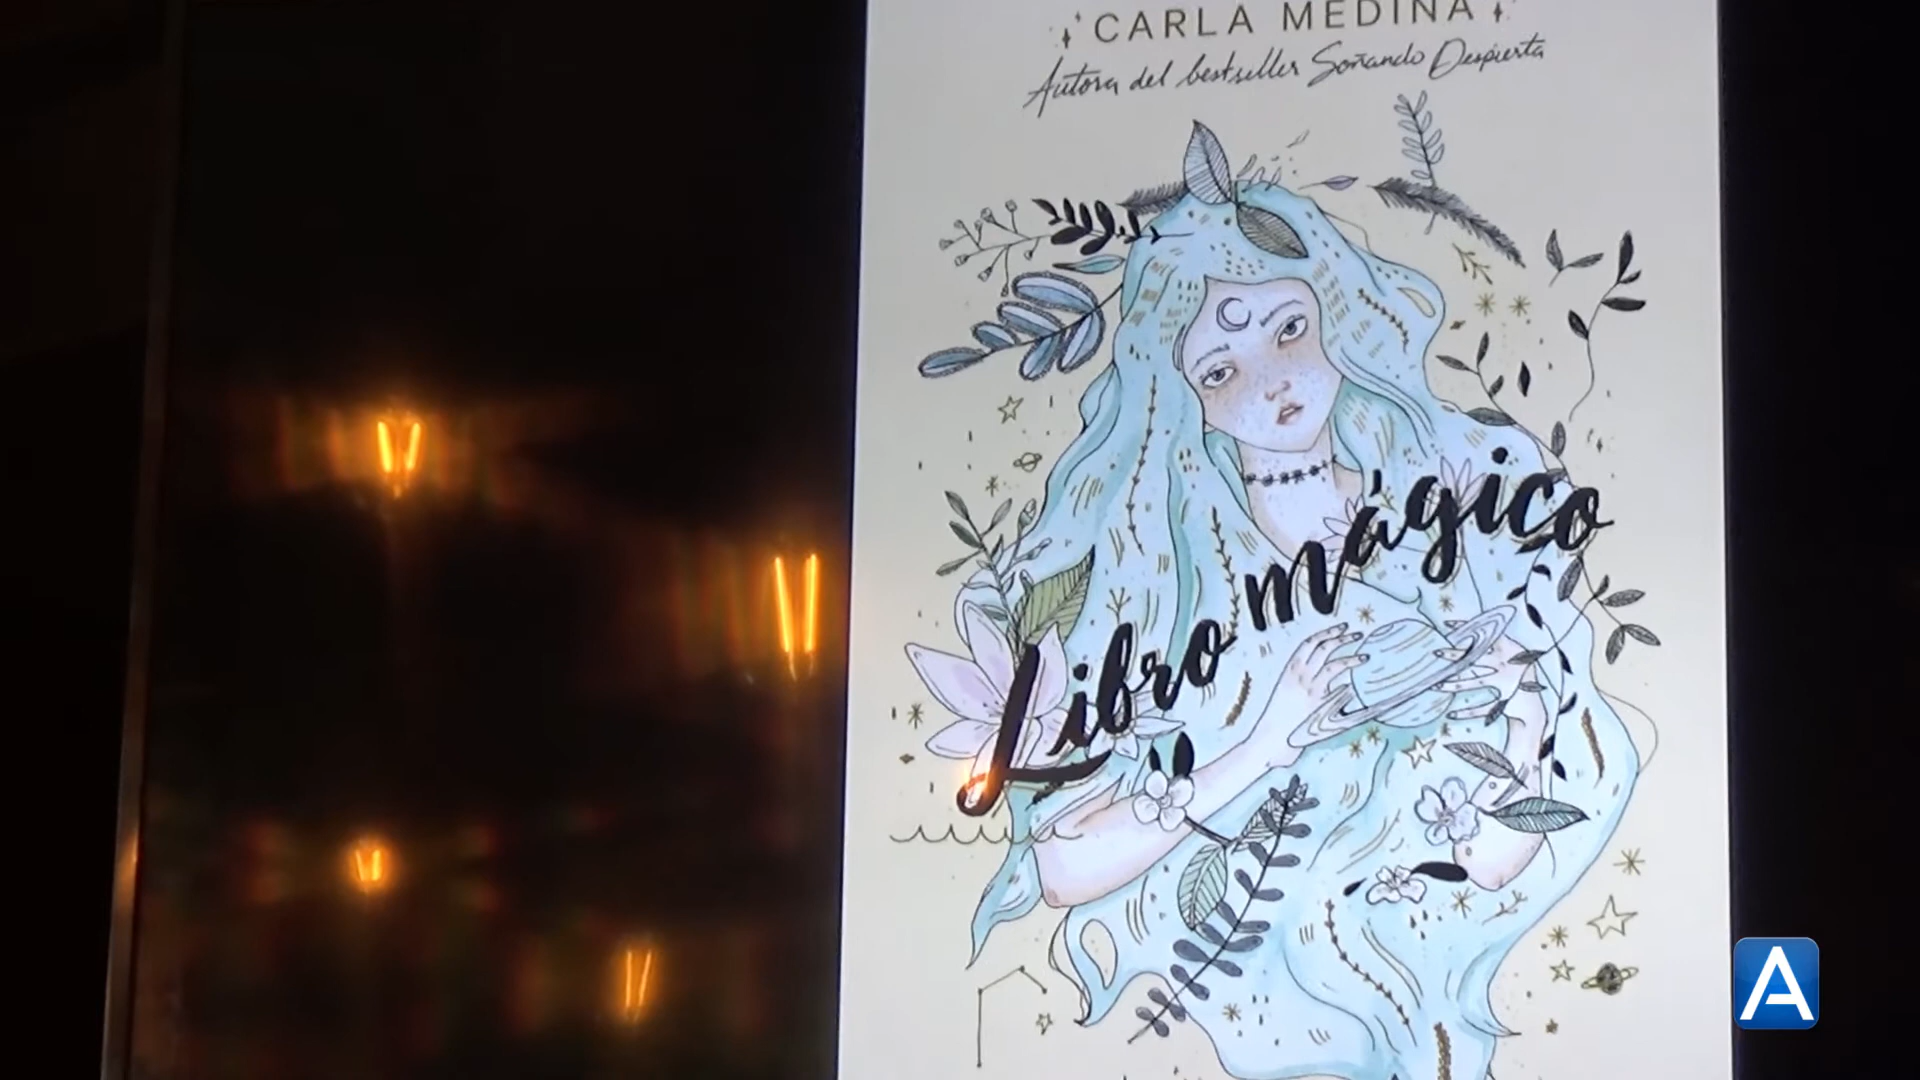 CARLA MEDINA
Autora del bestseller Soñando Despierta
Libro mágico
A